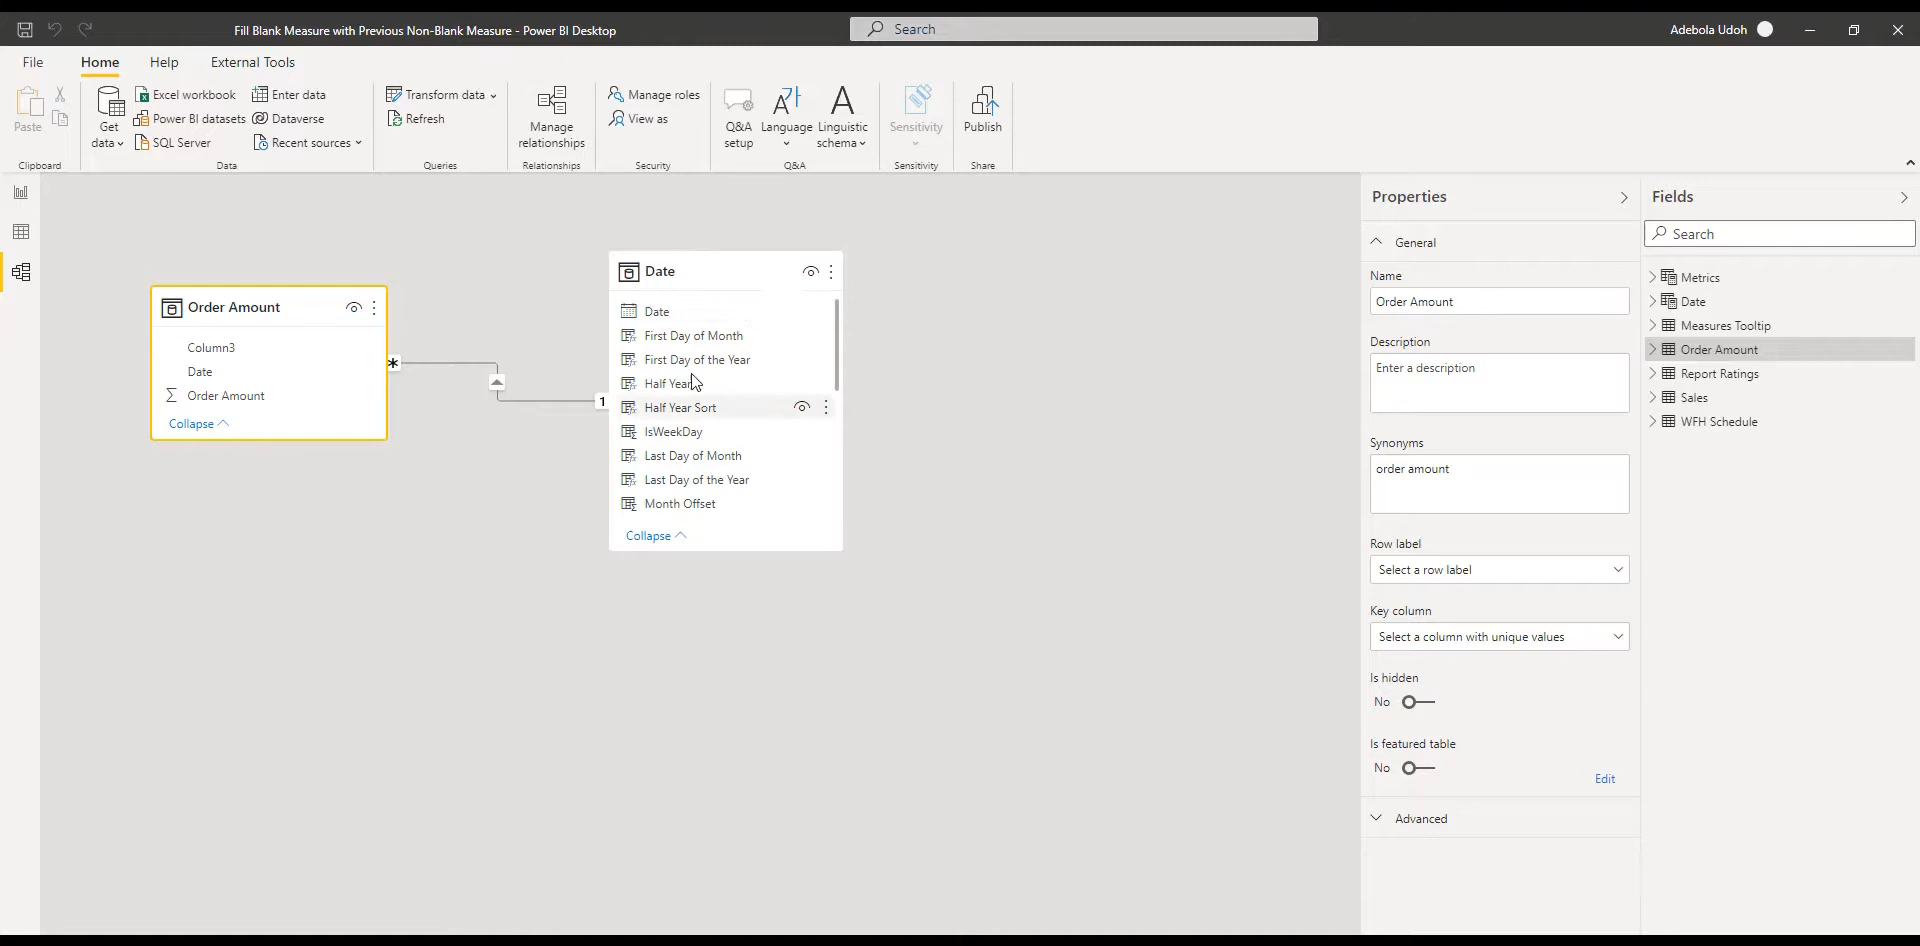 Fill Blank Measure with Previous Non-Blank Measure - Power BI Desktop
Search
Adebola Udoh
File
Home
Help
External Tools
Paste
Get
data
Excel workbook
Power BI datasets
SQL Server
Enter data
Dataverse
Recent sources
Transform data
Refresh
Manage
relationships
Manage roles
View as
Q&A
setup
Language
Linguistic
schema
Sensitivity
Publish
Clipboard
Data
Queries
Relationships
Security
Q&A
Sensitivity
Share
Order Amount
Column3
Date
Order Amount
Collapse
*
1
Date
Date
First Day of Month
First Day of the Year
Half Year
Half Year Sort
IsWeekDay
Last Day of Month
Last Day of the Year
Month Offset
Collapse
Properties
General
Name
Order Amount
Description
Enter a description
Synonyms
order amount
Row label
Select a row label
Key column
Select a column with unique values
Is hidden
No
Is featured table
No
Edit
Advanced
Fields
Search
Metrics
Date
Measures Tooltip
Order Amount
Report Ratings
Sales
WFH Schedule